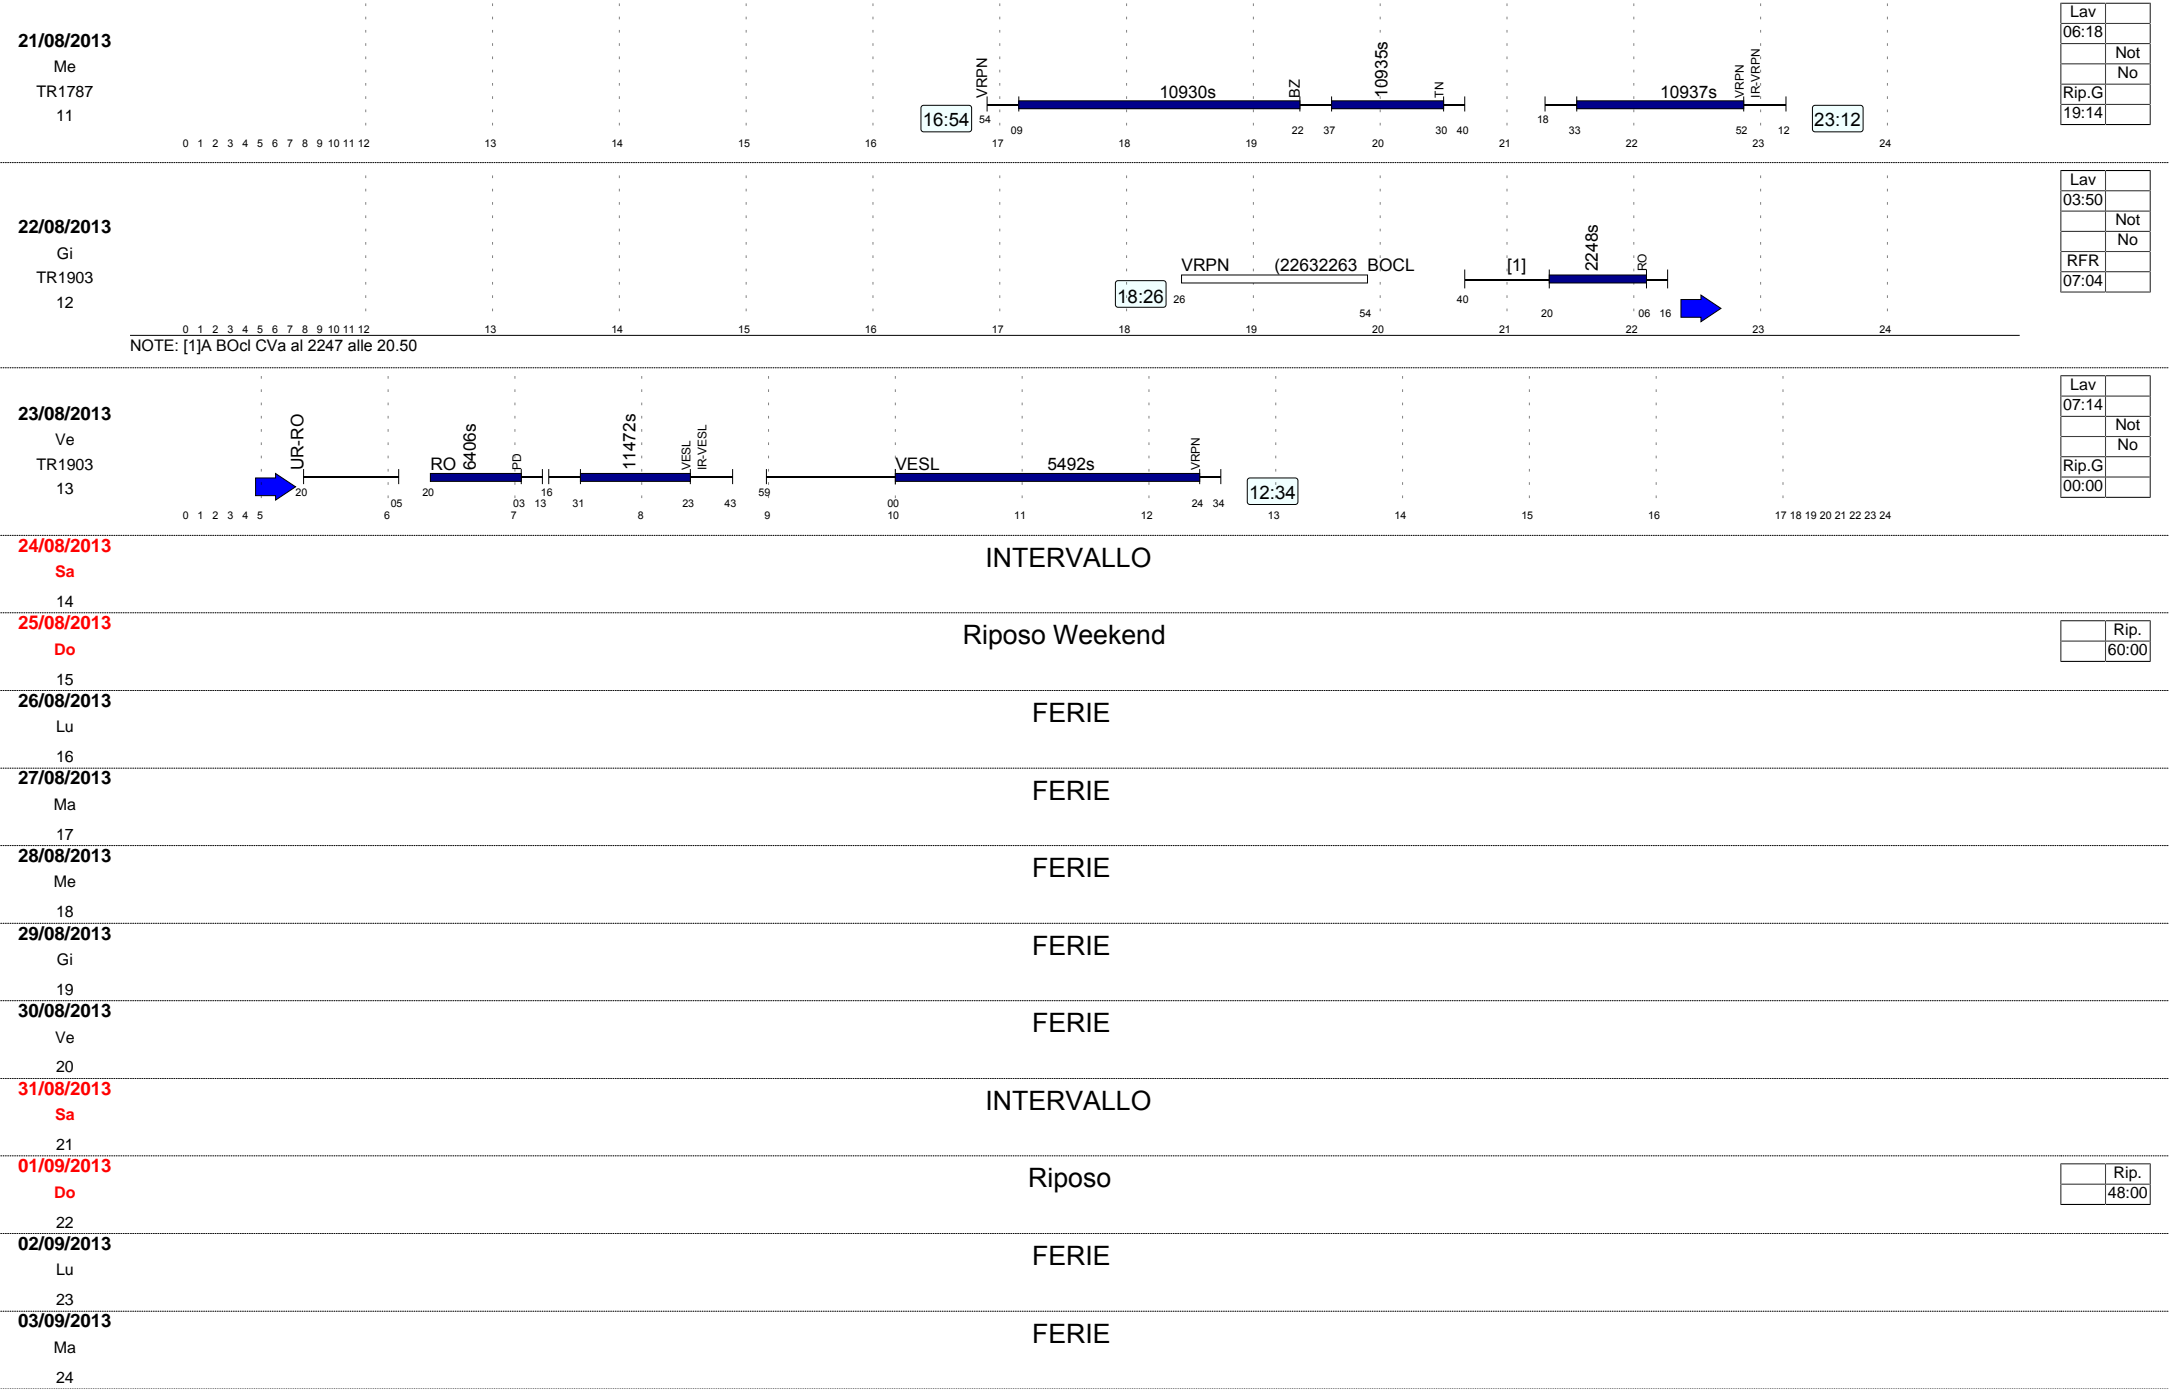 21/08/2013
Me
TR1787
11
16:54
VRPN
10930s
BZ
10935s
TN
10937s
VRPN
IR-VRPN
23:12
54 09 22 37 30 40 18 33 52 12
0 1 2 3 4 5 6 7 8 9 10 11 12 13 14 15 16 17 18 19 20 21 22 23 24
Lav
06:18
Not
No
Rip.G
19:14
22/08/2013
Gi
TR1903
12
18:26
VRPN (22632263 BOCL
[1]
2248s
RO
26 54 40 20 06 16
0 1 2 3 4 5 6 7 8 9 10 11 12 13 14 15 16 17 18 19 20 21 22 23 24
NOTE: [1]A BOcl CVa al 2247 alle 20.50
Lav
03:50
Not
No
RFR
07:04
23/08/2013
Ve
TR1903
13
UR-RO
RO
6406s
PD
11472s
VESL
IR-VESL
VESL
5492s
VRPN
12:34
20 05 20 03 13 16 31 23 43 59 00 24 34
0 1 2 3 4 5 6 7 8 9 10 11 12 13 14 15 16 17 18 19 20 21 22 23 24
Lav
07:14
Not
No
Rip.G
00:00
24/08/2013
Sa
14
INTERVALLO
25/08/2013
Do
15
Riposo Weekend
Rip.
60:00
26/08/2013
Lu
16
FERIE
27/08/2013
Ma
17
FERIE
28/08/2013
Me
18
FERIE
29/08/2013
Gi
19
FERIE
30/08/2013
Ve
20
FERIE
31/08/2013
Sa
21
INTERVALLO
01/09/2013
Do
22
Riposo
Rip.
48:00
02/09/2013
Lu
23
FERIE
03/09/2013
Ma
24
FERIE